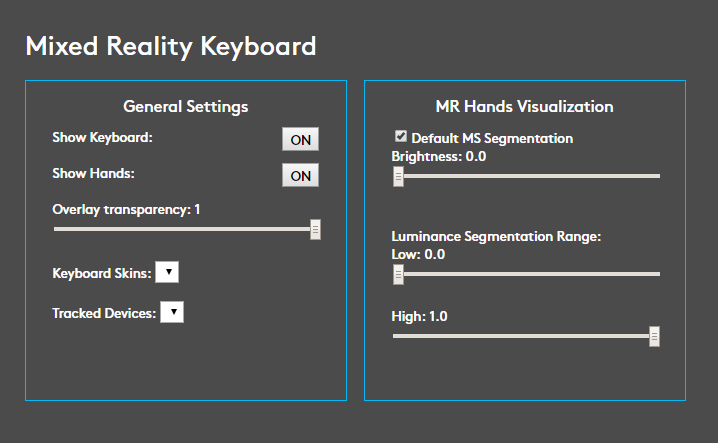 Mixed Reality Keyboard
General Settings
Show Keyboard: ON
Show Hands: ON
Overlay transparency: 1
Keyboard Skins:
Tracked Devices:
MR Hands Visualization
Default MS Segmentation
Brightness: 0.0
Luminance Segmentation Range:
Low: 0.0
High: 1.0